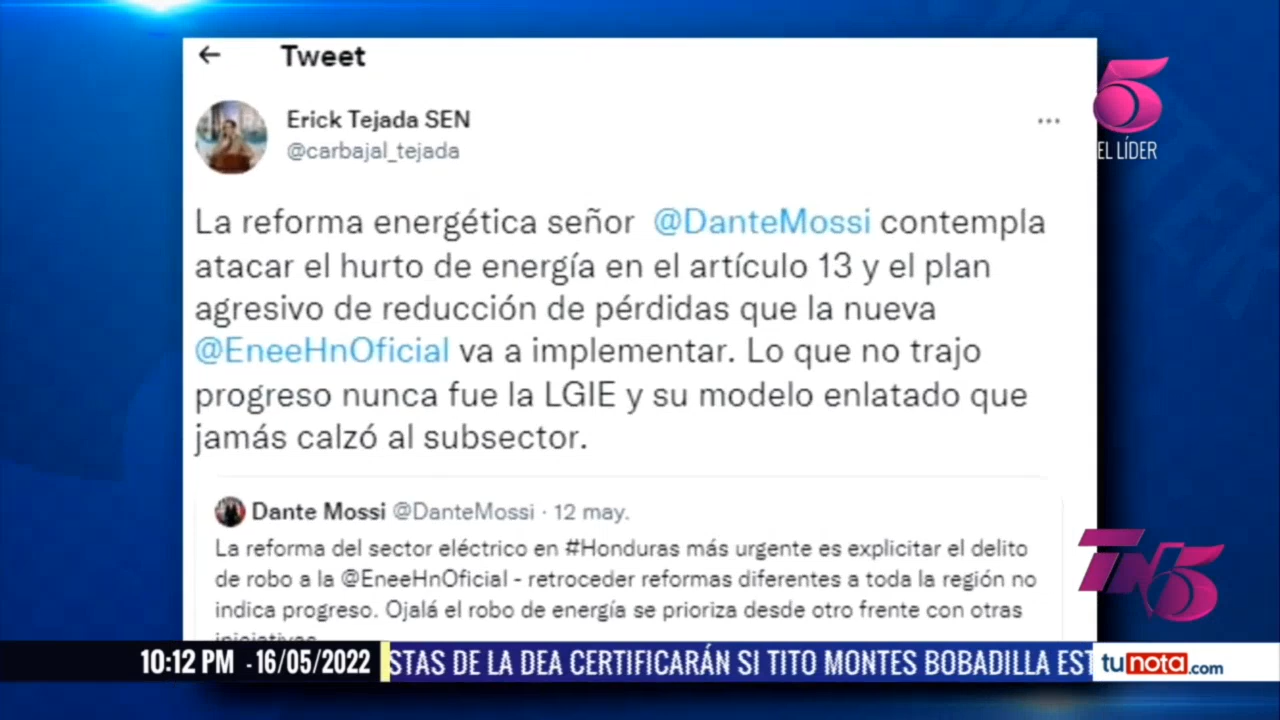 Tweet
Erick Tejada SEN
@carbajal_tejada
La reforma energética señor @DanteMossi contempla
atacar el hurto de energía en el artículo 13 y el plan
agresivo de reducción de pérdidas que la nueva
@EneeHnOficial va a implementar. Lo que no trajo
progreso nunca fue la LGIE y su modelo enlatado que
jamás calzó al subsector.
Dante Mossi @DanteMossi · 12 may.
La reforma del sector eléctrico en #Honduras más urgente es explicitar el delito
de robo a la @EneeHnOficial - retroceder reformas diferentes a toda la región no
indica progreso. Ojalá el robo de energía se prioriza desde otro frente con otras
5
EL LÍDER
TN5
10:12 PM - 16/05/2022 STAS DE LA DEA CERTIFICARÁN SI TITO MONTES BOBADILLA EST
tunota.com